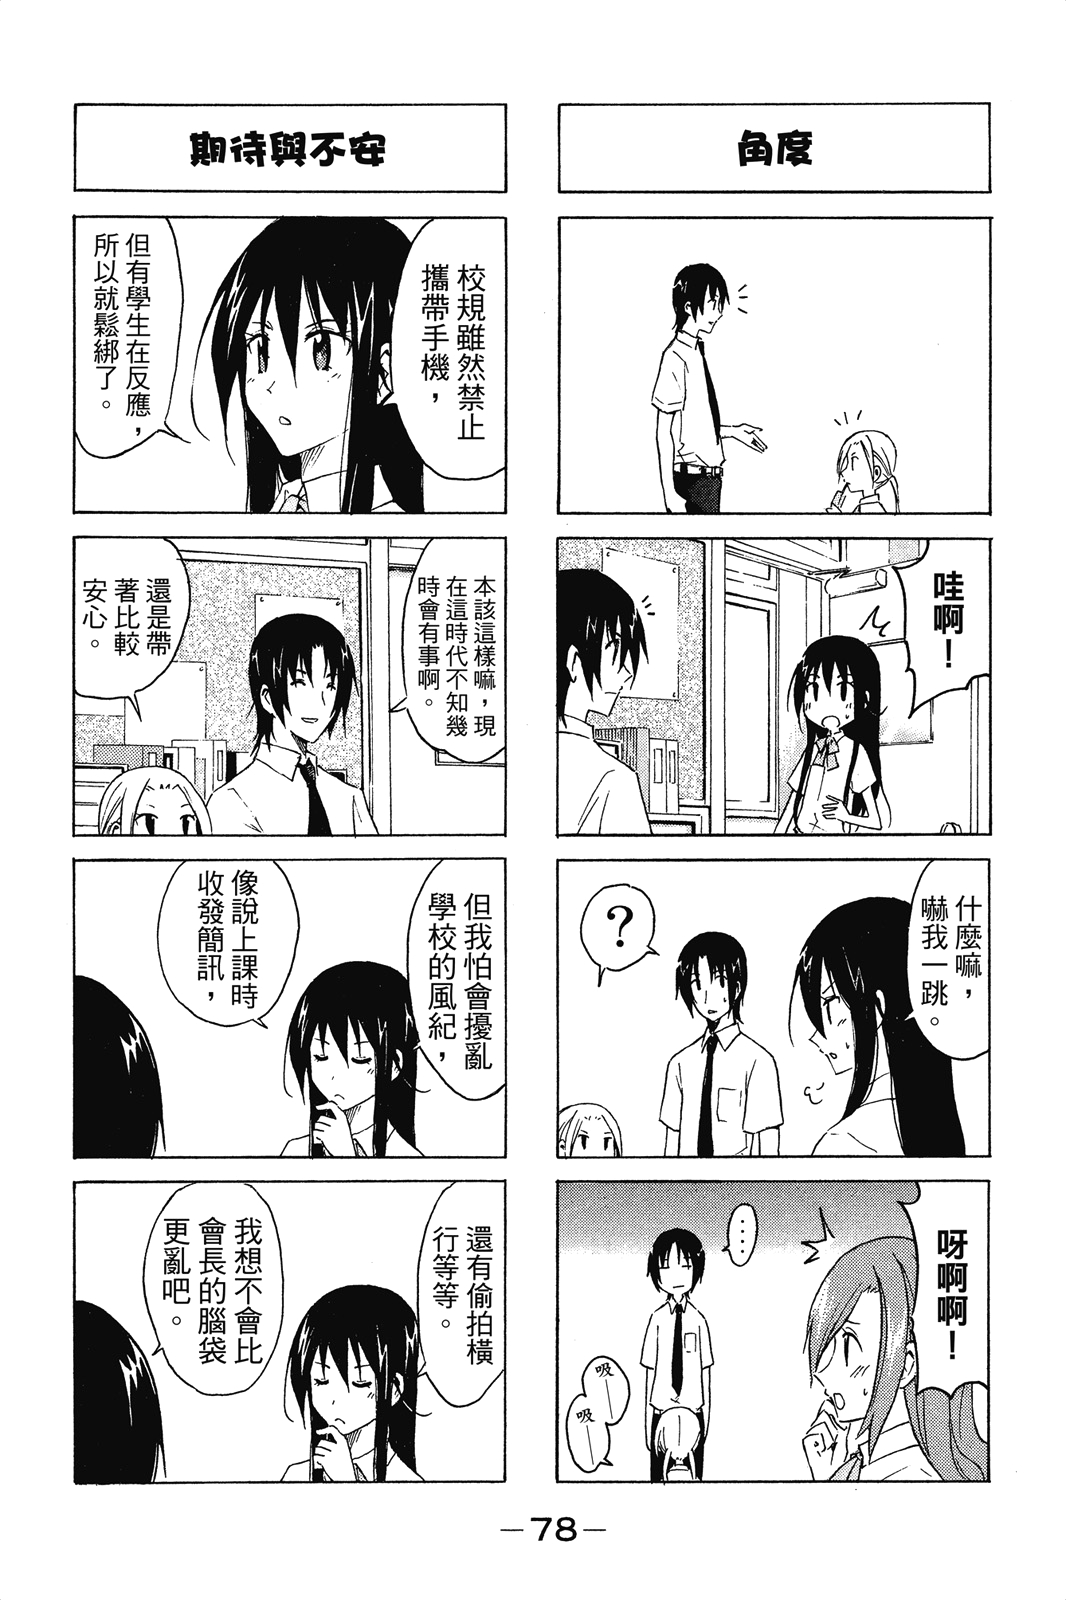 角度
哇啊！
什麼嘛，
嚇我一跳。
？
呀啊啊！
……
吸——
吸——
期待與不安
校規雖然禁止
攜帶手機，
但有學生在反應，
所以就鬆綁了。
本該這樣嘛，現
在這時代不知幾
時會有事啊。
還是帶
著比較
安心。
但我怕會擾亂
學校的風紀，
像說上課時
收發簡訊，
還有偷拍橫
行等等。
我想不會比
會長的腦袋
更亂吧。
—78—